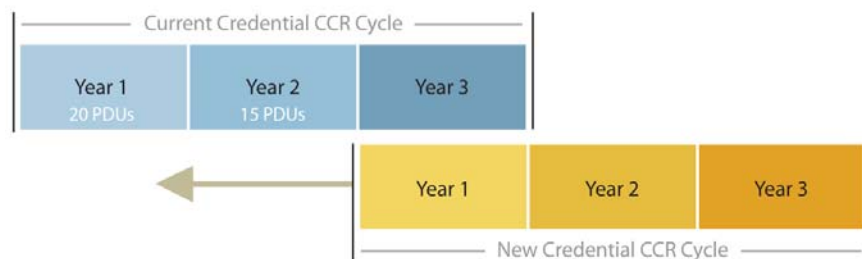 Current Credential CCR Cycle
Year 1 Year 2 Year 3
20 PDUs 15 PDUs
Year 1 Year 2 Year 3
New Credential CCR Cycle